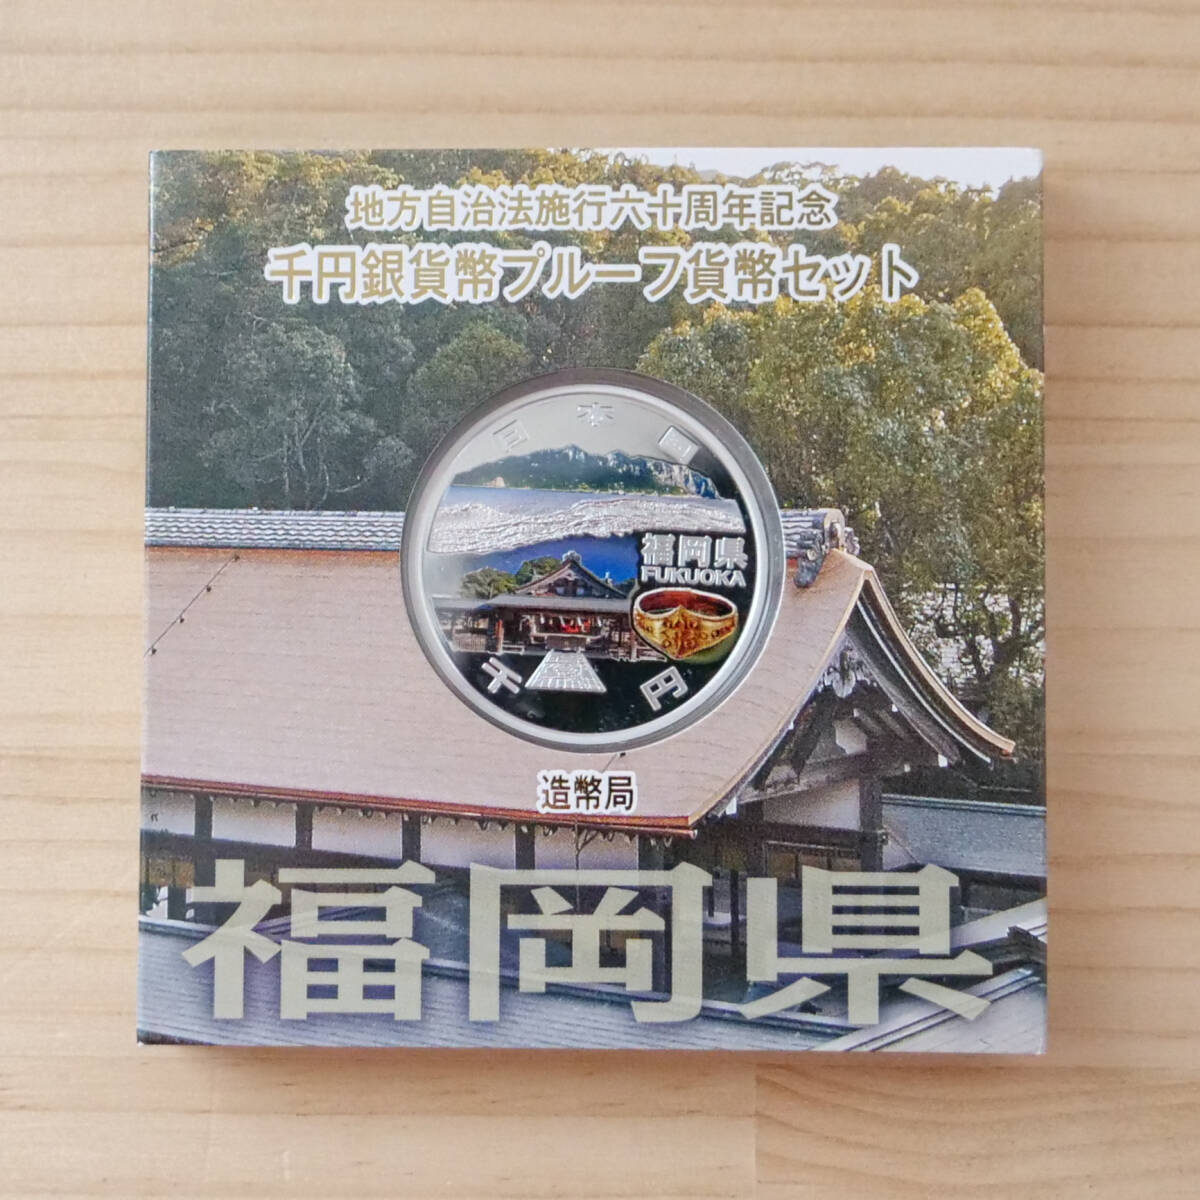 地方自治法施行六十周年記念
千円銀貨幣プルーフ貨幣セット
日本国
福岡県
FUKUOKA
千円
造幣局
福岡県